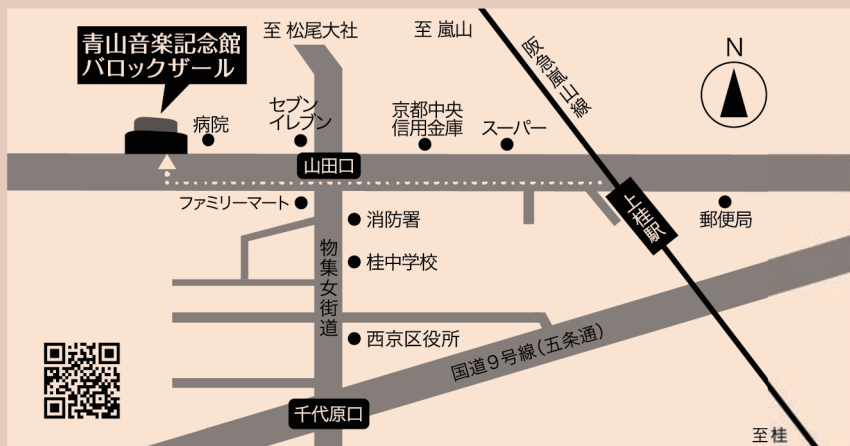 至 松尾大社
至 嵐山
青山音楽記念館
バロックザール
阪急嵐山線
N
病院
セブン
イレブン
京都中央
信用金庫
スーパー
山田口
ファミリーマート
消防署
上桂駅
郵便局
桂中学校
物集女街道
西京区役所
国道9号線(五条通)
千代原口
至 桂